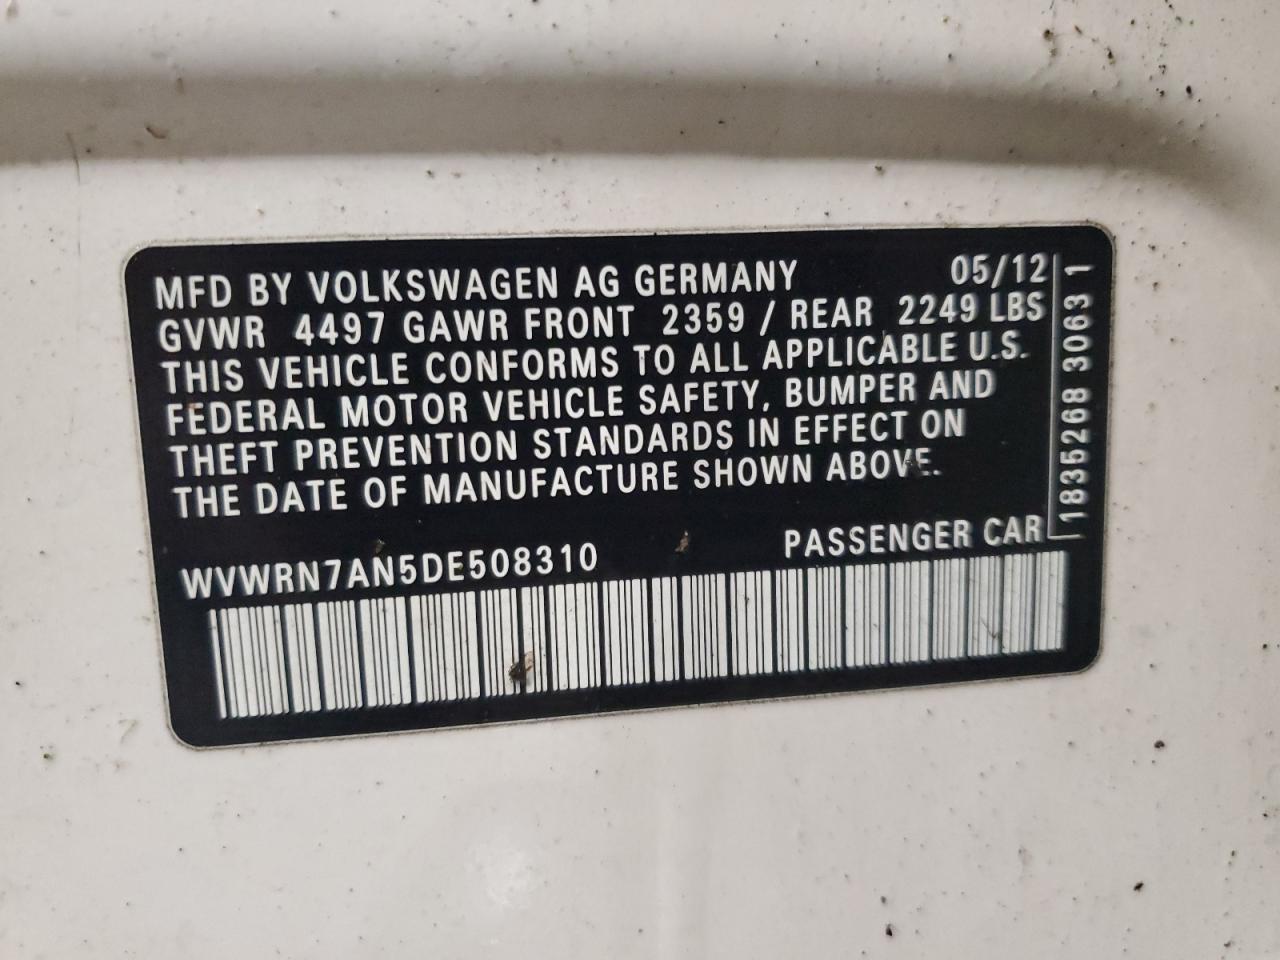 MFD BY VOLKSWAGEN AG GERMANY 05/12
GVWR 4497 GAWR FRONT 2359 / REAR 2249 LBS
THIS VEHICLE CONFORMS TO ALL APPLICABLE U.S.
FEDERAL MOTOR VEHICLE SAFETY, BUMPER AND
THEFT PREVENTION STANDARDS IN EFFECT ON
THE DATE OF MANUFACTURE SHOWN ABOVE.
WVWRN7AN5DE508310 PASSENGER CAR
1835268 3063 1